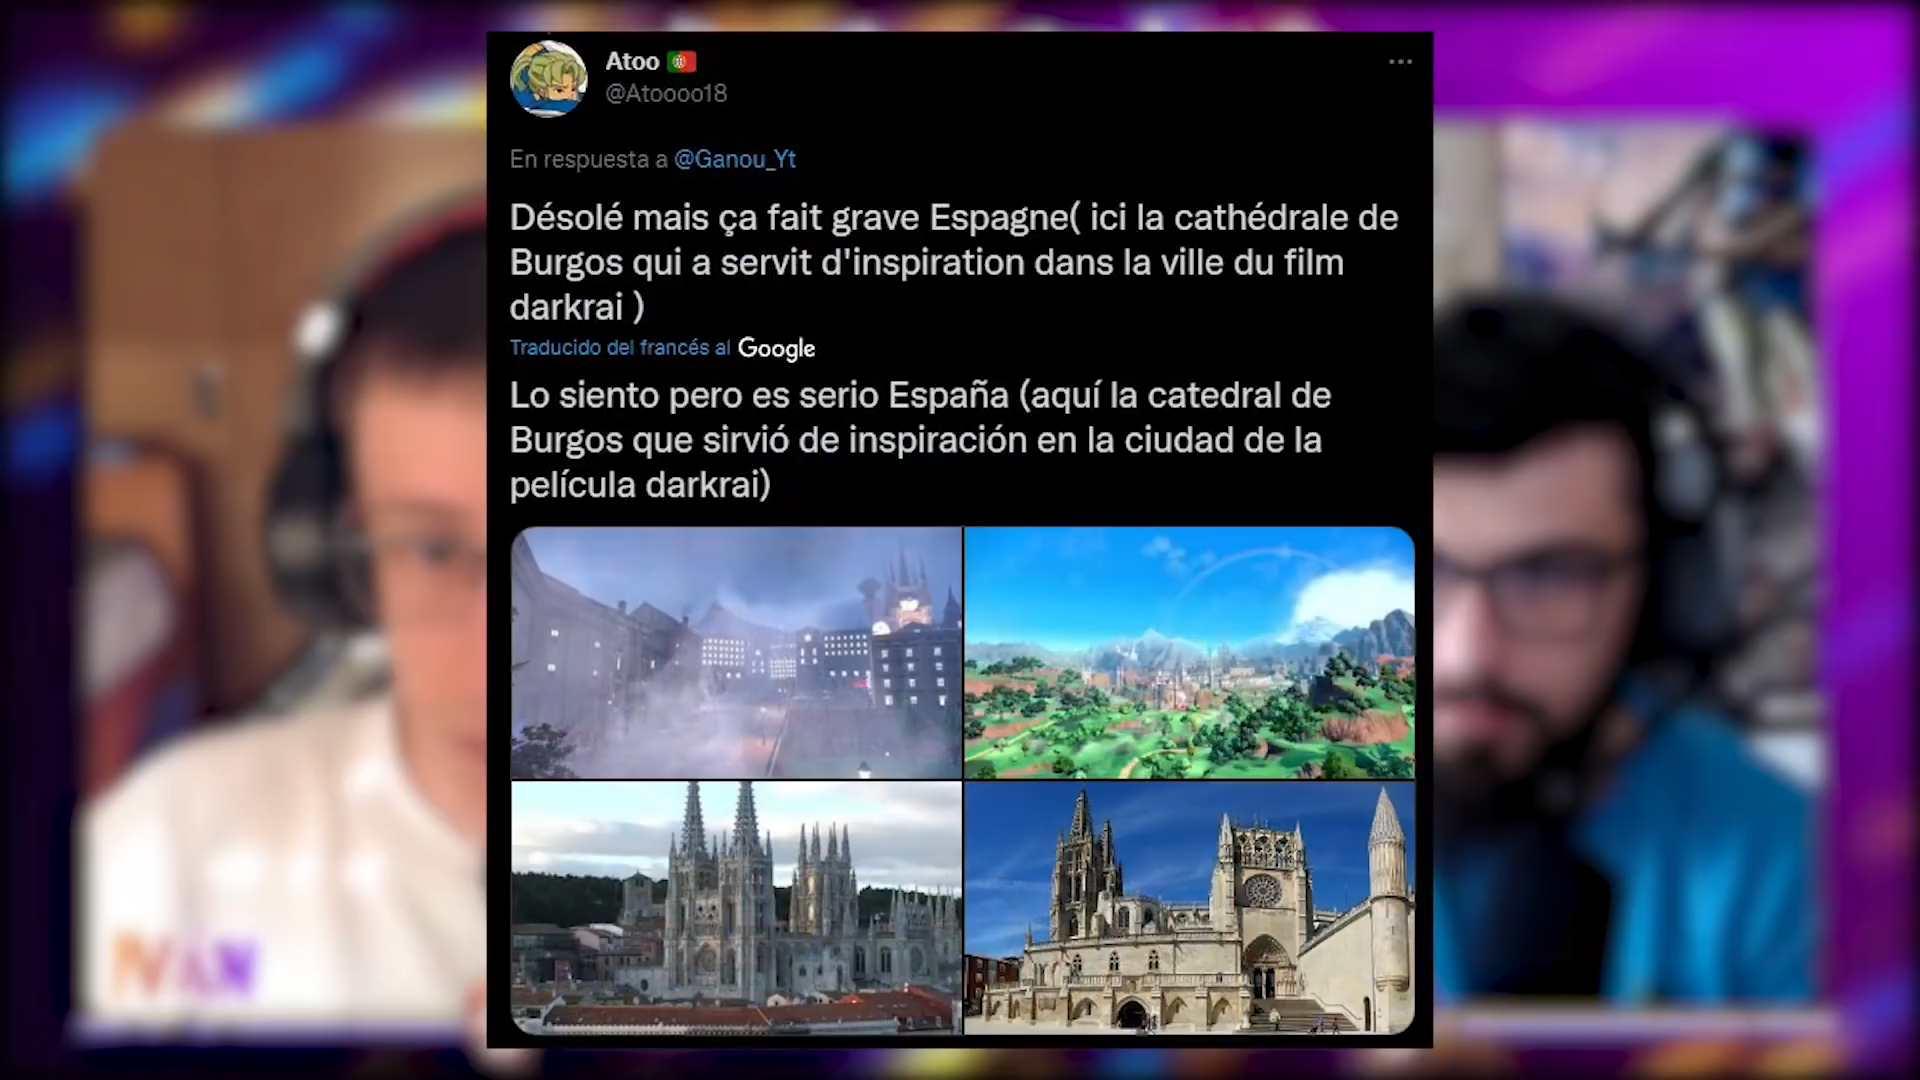 Atoo
@Atoooo18
En respuesta a @Ganou_Yt
Désolé mais ça fait grave Espagne( ici la cathédrale de
Burgos qui a servit d'inspiration dans la ville du film
darkrai )
Traducido del francés al Google
Lo siento pero es serio España (aquí la catedral de
Burgos que sirvió de inspiración en la ciudad de la
película darkrai)
IVAN